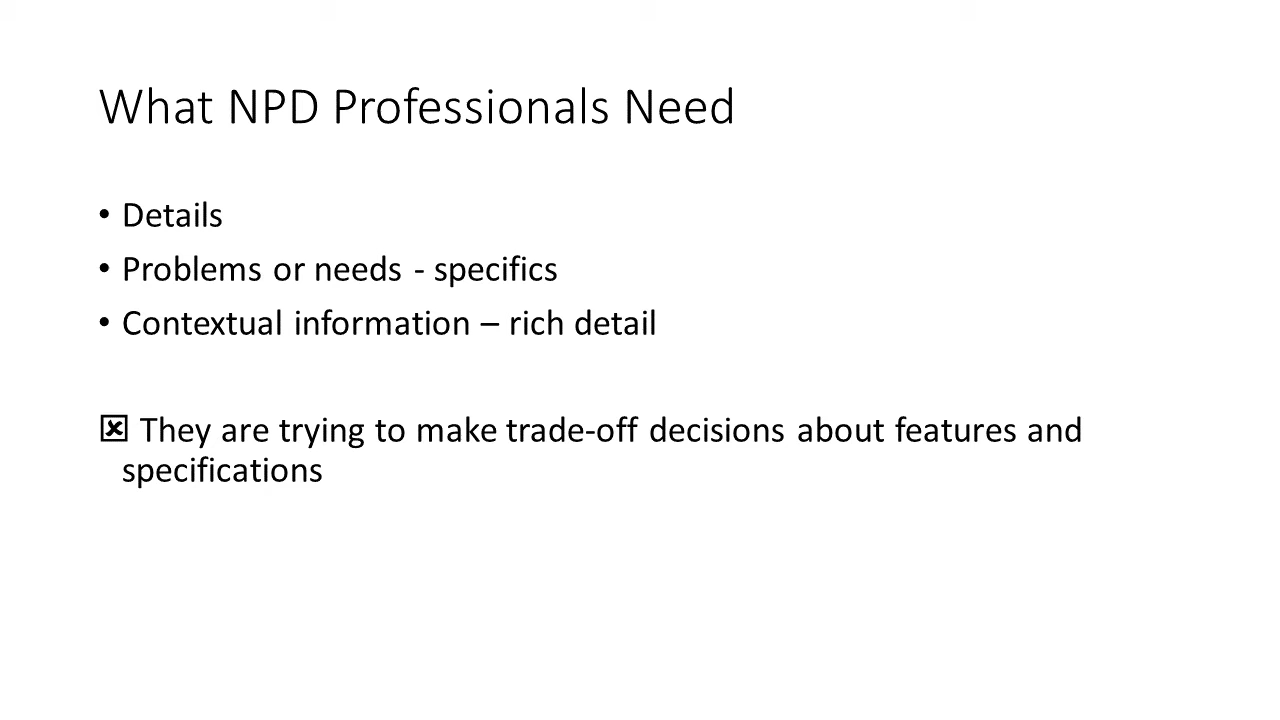 What NPD Professionals Need
• Details
• Problems or needs - specifics
• Contextual information – rich detail
☒ They are trying to make trade-off decisions about features and
specifications